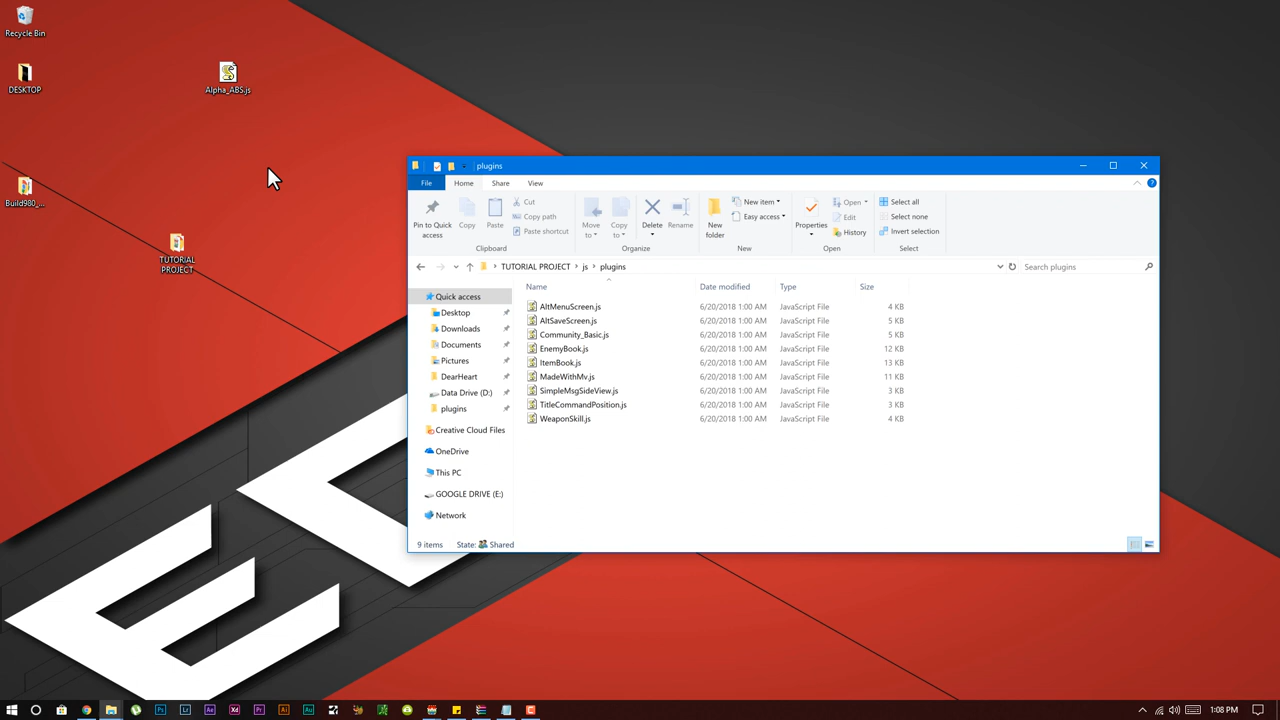 Recycle Bin
DESKTOP
Alpha_ABS.js
Build980_...
TUTORIAL
PROJECT
plugins
File
Home
Share
View
Pin to Quick
access
Copy
Paste
Cut
Copy path
Paste shortcut
Clipboard
Move
to
Copy
to
Delete
Rename
Organize
New
folder
New item
Easy access
New
Properties
Open
Edit
History
Open
Select all
Select none
Invert selection
Select
TUTORIAL PROJECT > js > plugins
Search plugins
Name Date modified Type Size
AltMenuScreen.js 6/20/2018 1:00 AM JavaScript File 4 KB
AltSaveScreen.js 6/20/2018 1:00 AM JavaScript File 5 KB
Community_Basic.js 6/20/2018 1:00 AM JavaScript File 5 KB
EnemyBook.js 6/20/2018 1:00 AM JavaScript File 12 KB
ItemBook.js 6/20/2018 1:00 AM JavaScript File 13 KB
MadeWithMv.js 6/20/2018 1:00 AM JavaScript File 11 KB
SimpleMsgSideView.js 6/20/2018 1:00 AM JavaScript File 3 KB
TitleCommandPosition.js 6/20/2018 1:00 AM JavaScript File 3 KB
WeaponSkill.js 6/20/2018 1:00 AM JavaScript File 4 KB
Quick access
Desktop
Downloads
Documents
Pictures
DearHeart
Data Drive (D:)
plugins
Creative Cloud Files
OneDrive
This PC
GOOGLE DRIVE (E:)
Network
9 items State: Shared
Ps
Lr
Ae
Xd
Pr
Ai
Au
1:08 PM